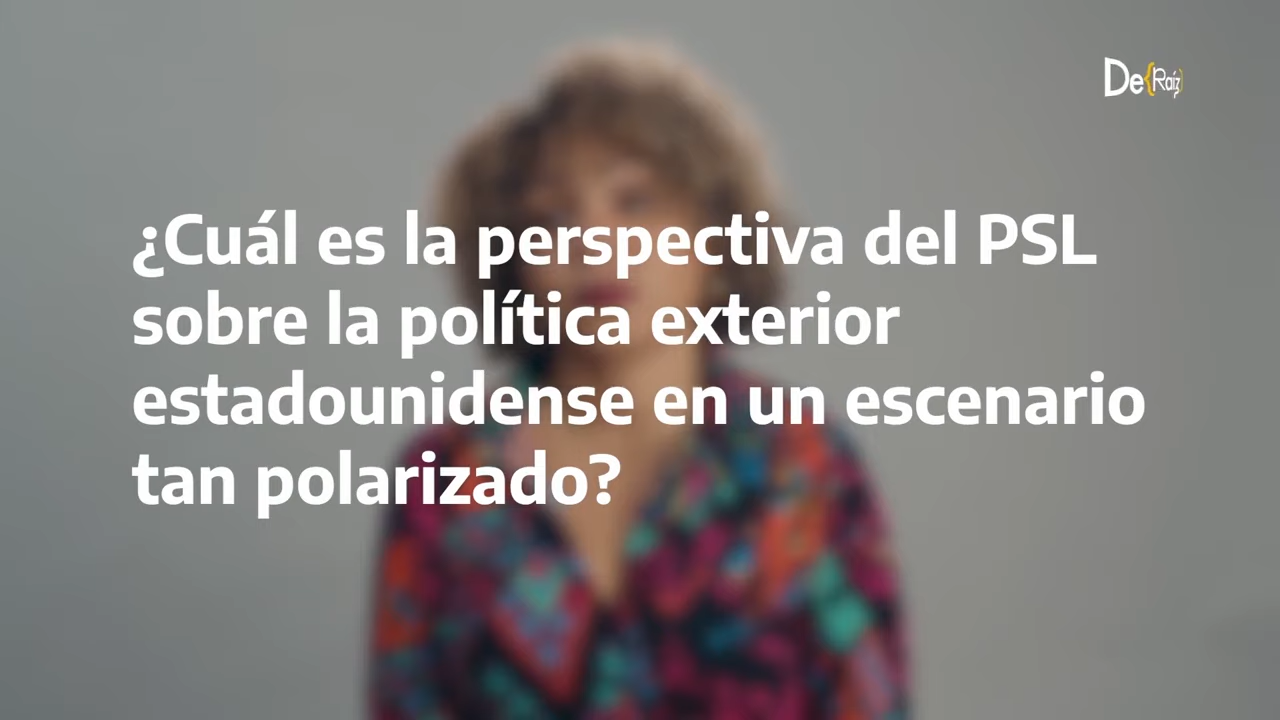 De{Raíz}
¿Cuál es la perspectiva del PSL
sobre la política exterior
estadounidense en un escenario
tan polarizado?